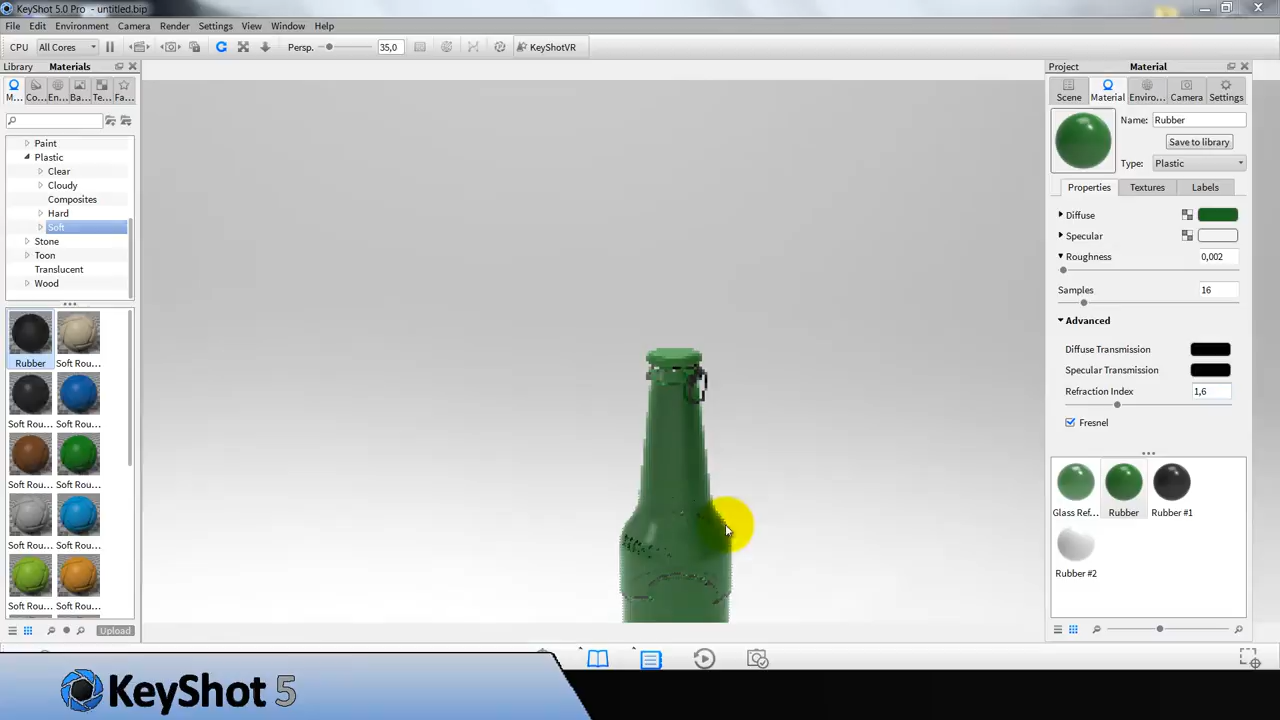 KeyShot 5.0 Pro - untitled.bip
File Edit Environment Camera Render Settings View Window Help
CPU All Cores Persp. 35,0 KeyShotVR
Library Materials
M... Co... En... Ba... Te... Fa...
Paint
Plastic
Clear
Cloudy
Composites
Hard
Soft
Stone
Toon
Translucent
Wood
Rubber Soft Rou...
Soft Rou... Soft Rou...
Soft Rou... Soft Rou...
Soft Rou... Soft Rou...
Soft Rou... Soft Rou...
Upload
Project Material
Scene Material Enviro... Camera Settings
Name: Rubber
Save to library
Type: Plastic
Properties Textures Labels
Diffuse
Specular
Roughness 0,002
Samples 16
Advanced
Diffuse Transmission
Specular Transmission
Refraction Index 1,6
Fresnel
Glass Ref... Rubber Rubber #1
Rubber #2
KeyShot 5